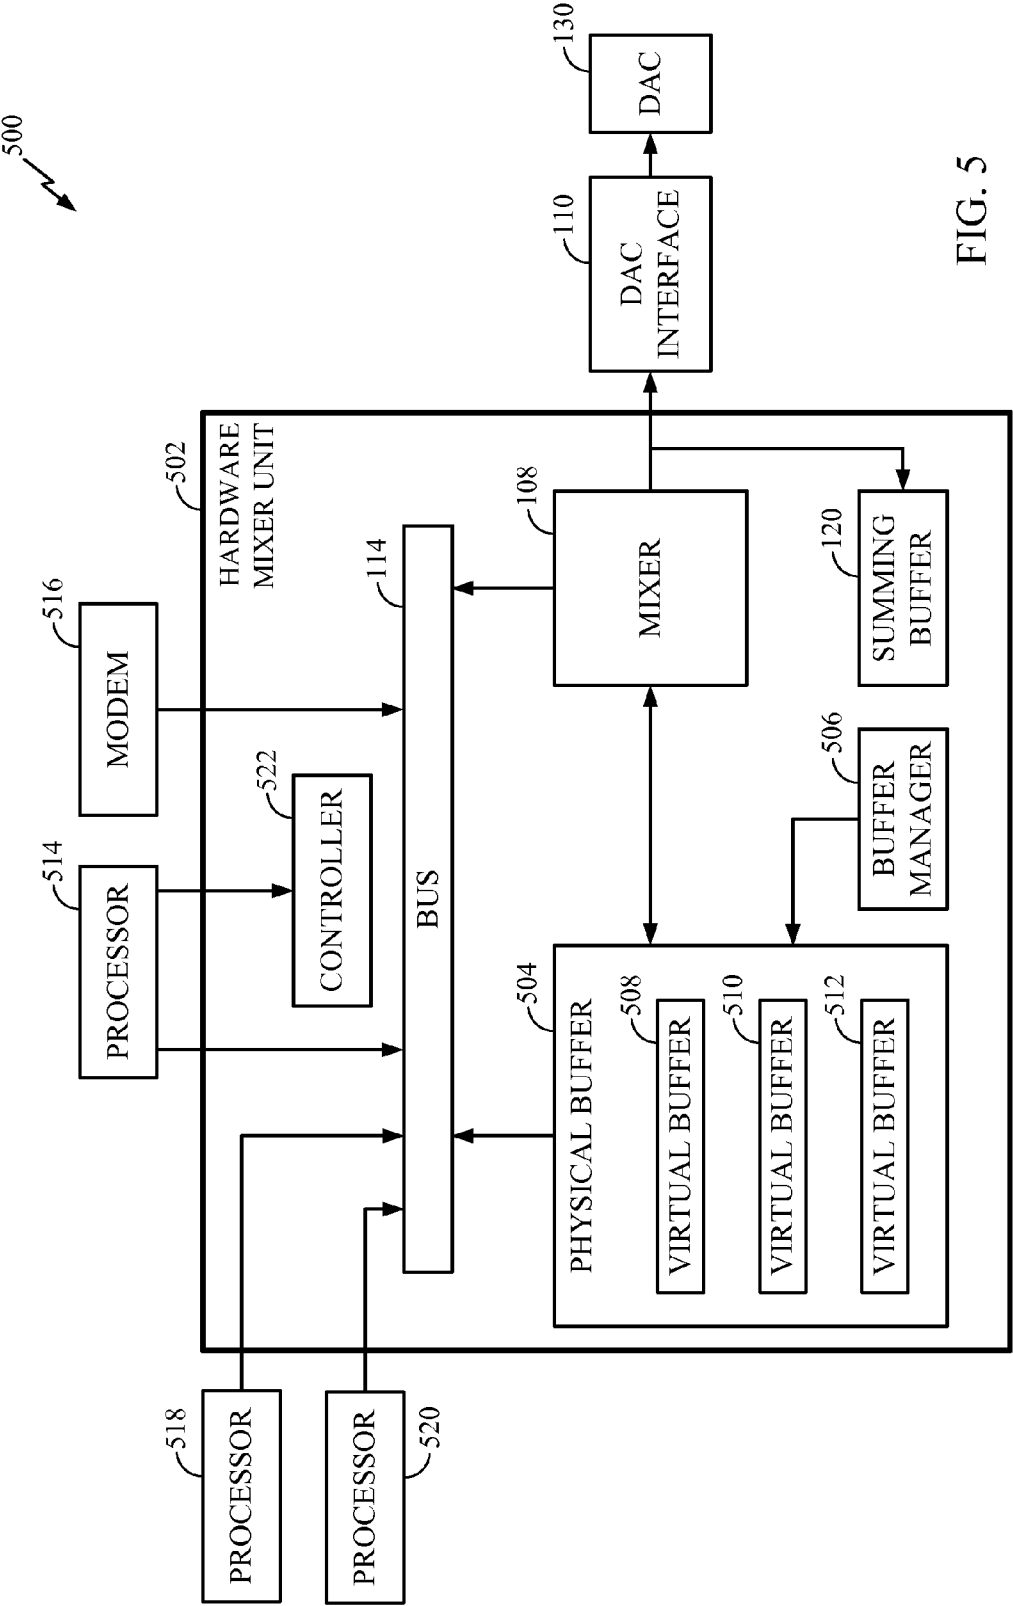 500
516
MODEM
514
PROCESSOR
518
PROCESSOR
520
PROCESSOR
502
HARDWARE
MIXER UNIT
522
CONTROLLER
114
BUS
504
PHYSICAL BUFFER
508
VIRTUAL BUFFER
510
VIRTUAL BUFFER
512
VIRTUAL BUFFER
506
BUFFER
MANAGER
108
MIXER
120
SUMMING
BUFFER
110
DAC
INTERFACE
130
DAC
FIG. 5